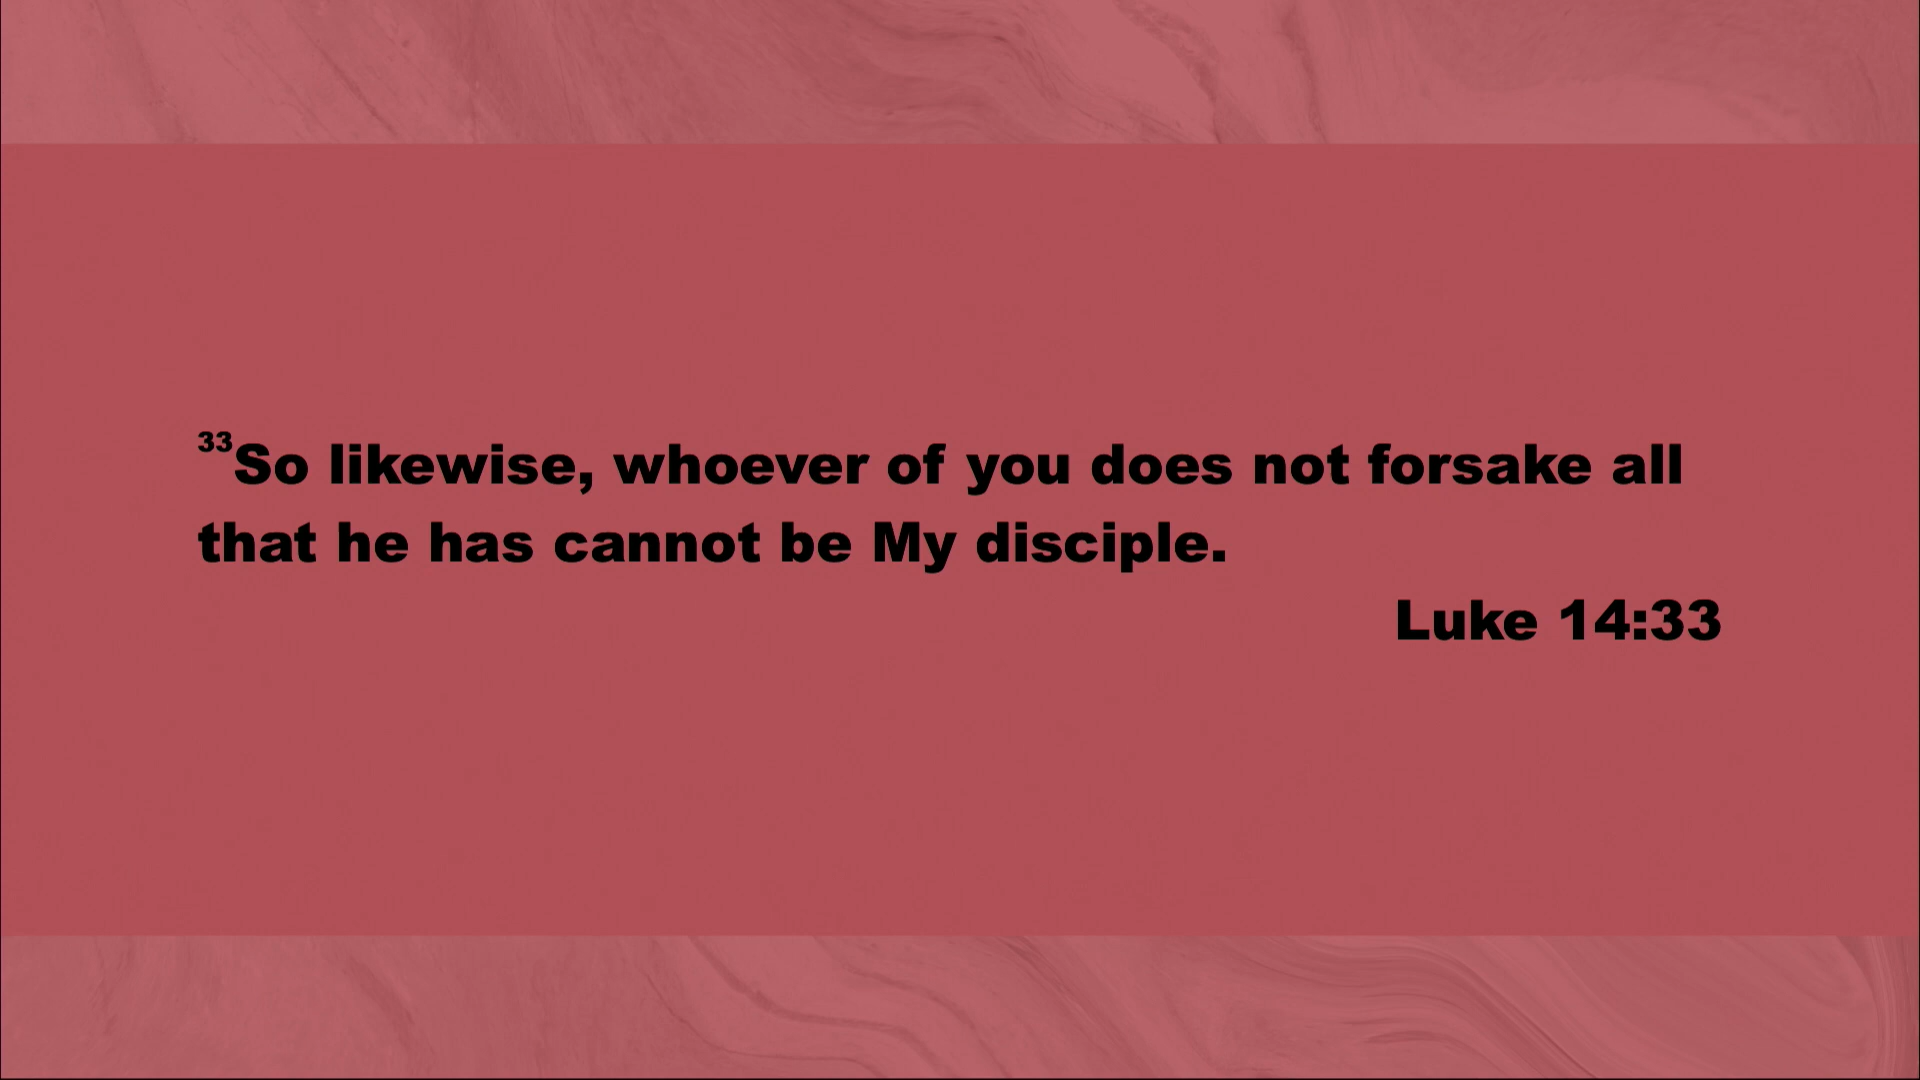 33So likewise, whoever of you does not forsake all
that he has cannot be My disciple.
Luke 14:33